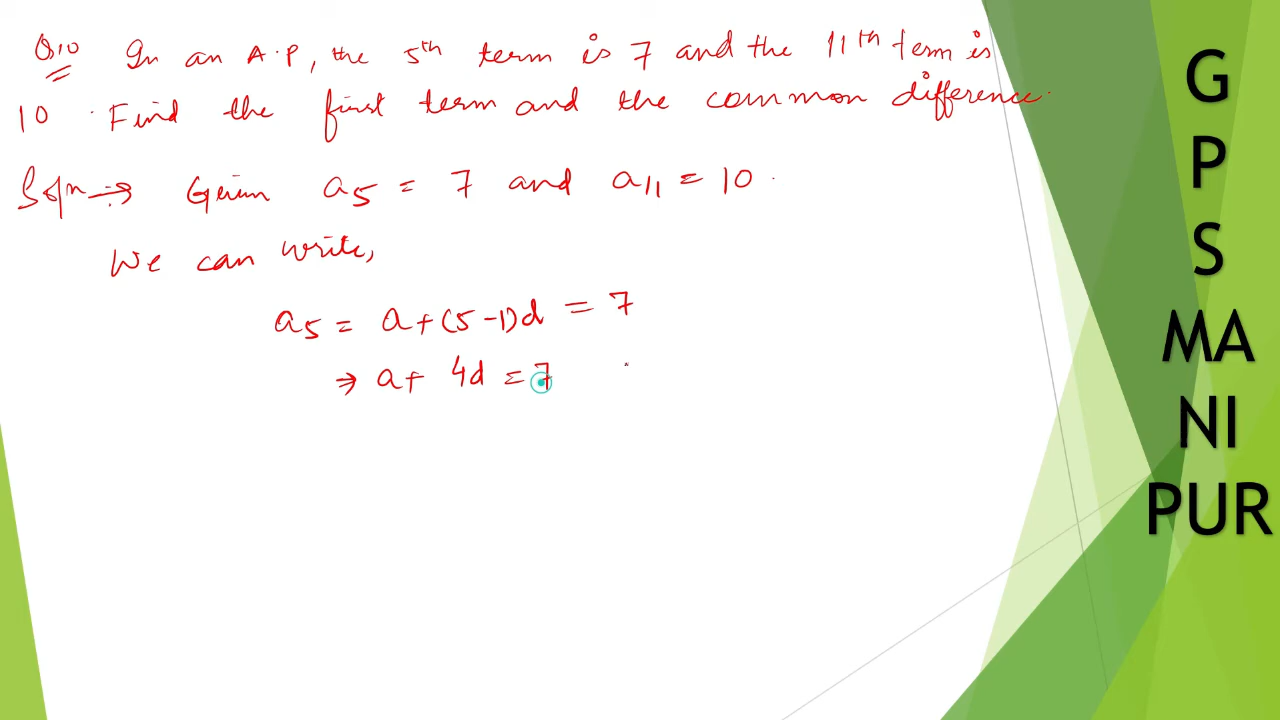 Q10 In an A.P, the 5th term is 7 and the 11th term is
10. Find the first term and the common difference.
Soln → Given a5 = 7 and a11 = 10.
We can write,
a5 = a+(5-1)d = 7
⇒ a+ 4d = 7
G
P
S
MA
NI
PUR